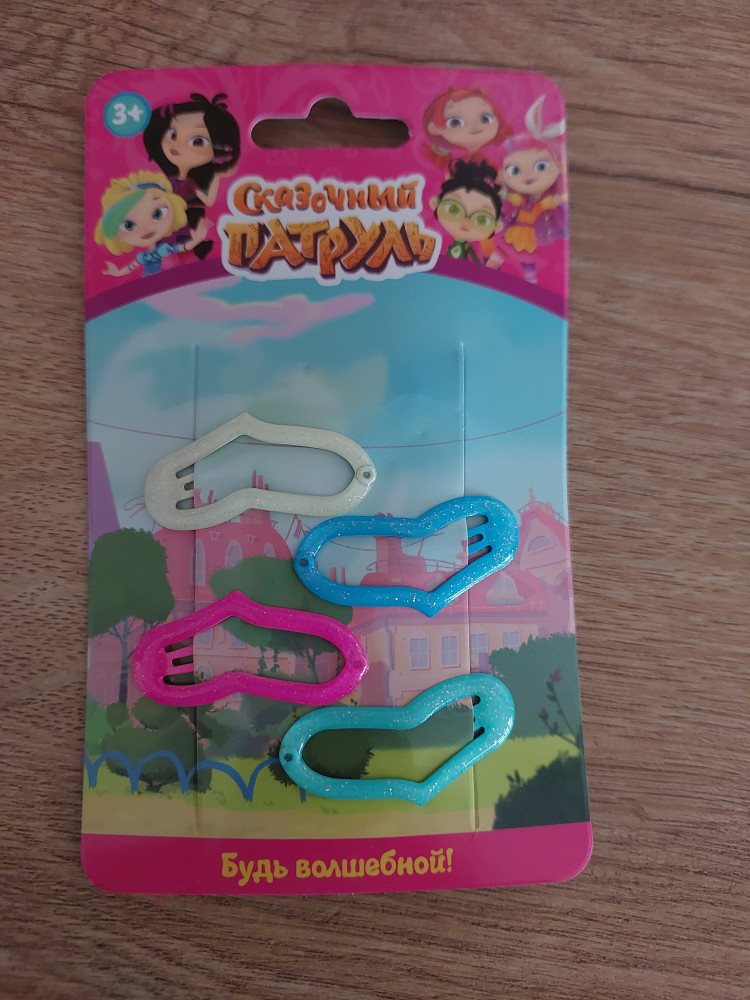 3+
Сказочный
ПАТРУЛЬ
Будь волшебной!